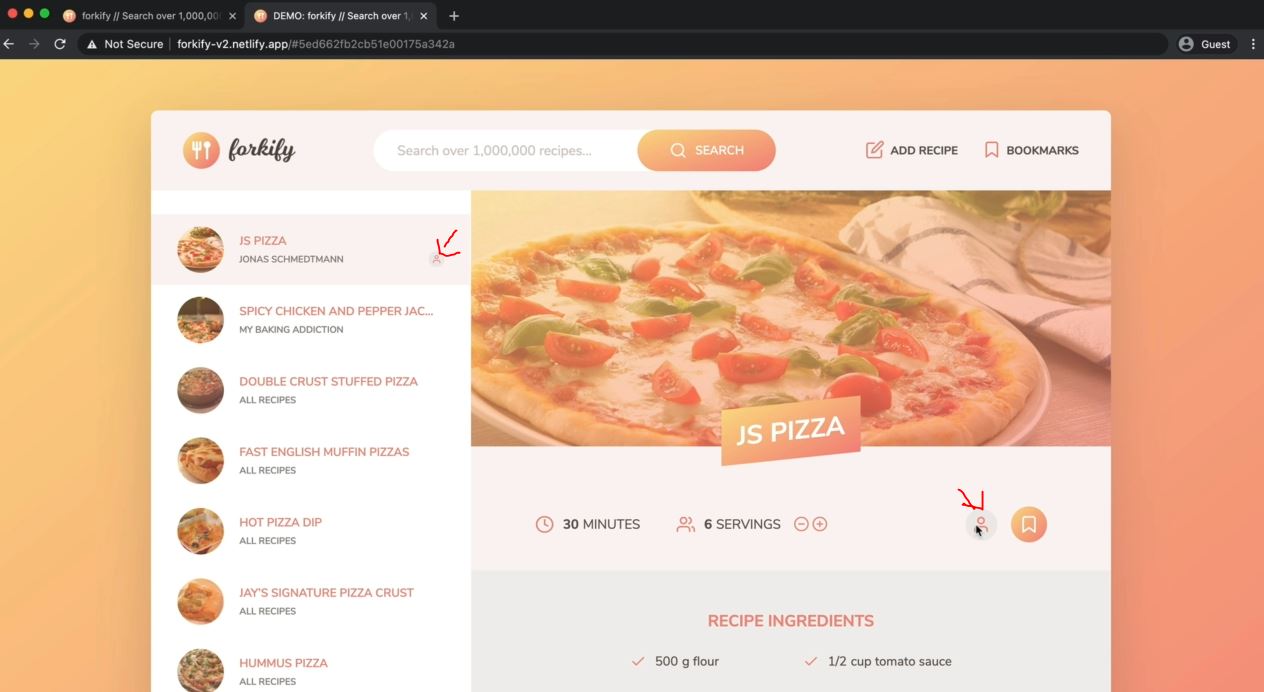 forkify // Search over 1,000,00
DEMO: forkify // Search over 1,
Not Secure
forkify-v2.netlify.app/#5ed662fb2cb51e00175a342a
Guest
forkify
Search over 1,000,000 recipes...
SEARCH
ADD RECIPE
BOOKMARKS
JS PIZZA
JONAS SCHMEDTMANN
SPICY CHICKEN AND PEPPER JAC...
MY BAKING ADDICTION
DOUBLE CRUST STUFFED PIZZA
ALL RECIPES
FAST ENGLISH MUFFIN PIZZAS
ALL RECIPES
HOT PIZZA DIP
ALL RECIPES
JAY'S SIGNATURE PIZZA CRUST
ALL RECIPES
HUMMUS PIZZA
ALL RECIPES
JS PIZZA
30 MINUTES
6 SERVINGS
RECIPE INGREDIENTS
500 g flour
1/2 cup tomato sauce